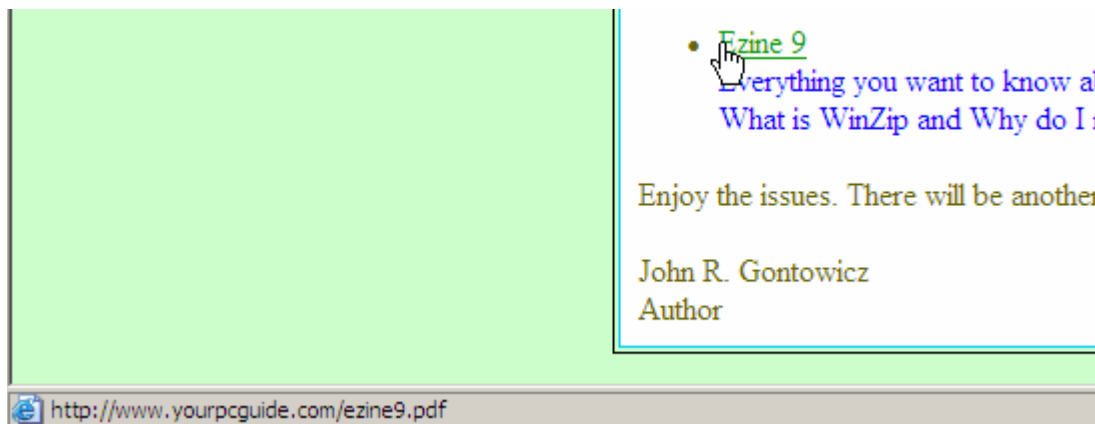 • Ezine 9
Everything you want to know
What is WinZip and Why do I
Enjoy the issues. There will be another
John R. Gontowicz
Author
http://www.yourpcguide.com/ezine9.pdf